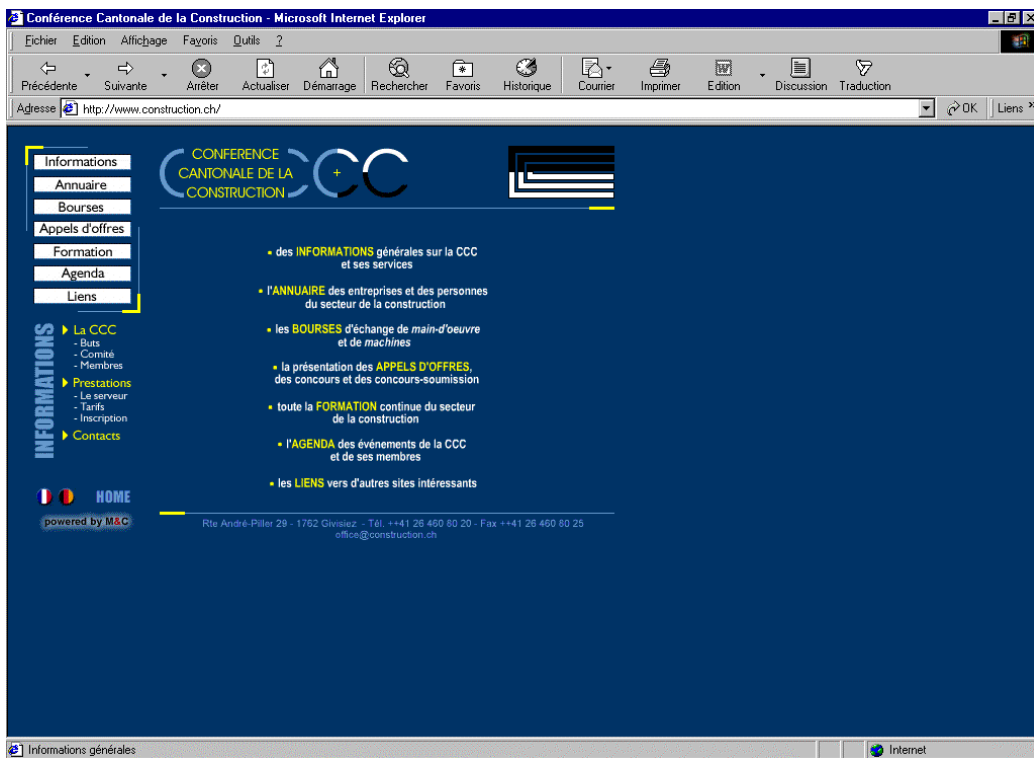 Conférence Cantonale de la Construction - Microsoft Internet Explorer
Fichier Edition Affichage Favoris Outils ?
Précédente Suivante Arrêter Actualiser Démarrage Rechercher Favoris Historique Courrier Imprimer Edition Discussion Traduction
Adresse http://www.construction.ch/ OK Liens
Informations
Annuaire
Bourses
Appels d'offres
Formation
Agenda
Liens
INFORMATIONS
La CCC
- Buts
- Comité
- Membres
Prestations
- Le serveur
- Tarifs
- Inscription
Contacts
HOME
powered by M&C
CONFERENCE
CANTONALE DE LA
CONSTRUCTION
+
des INFORMATIONS générales sur la CCC
et ses services
l'ANNUAIRE des entreprises et des personnes
du secteur de la construction
les BOURSES d'échange de main-d'oeuvre
et de machines
la présentation des APPELS D'OFFRES,
des concours et des concours-soumission
toute la FORMATION continue du secteur
de la construction
l'AGENDA des événements de la CCC
et de ses membres
les LIENS vers d'autres sites intéressants
Rte André-Piller 29 - 1762 Givisiez - Tél. ++41 26 460 80 20 - Fax ++41 26 460 80 25
office@construction.ch
Informations générales Internet